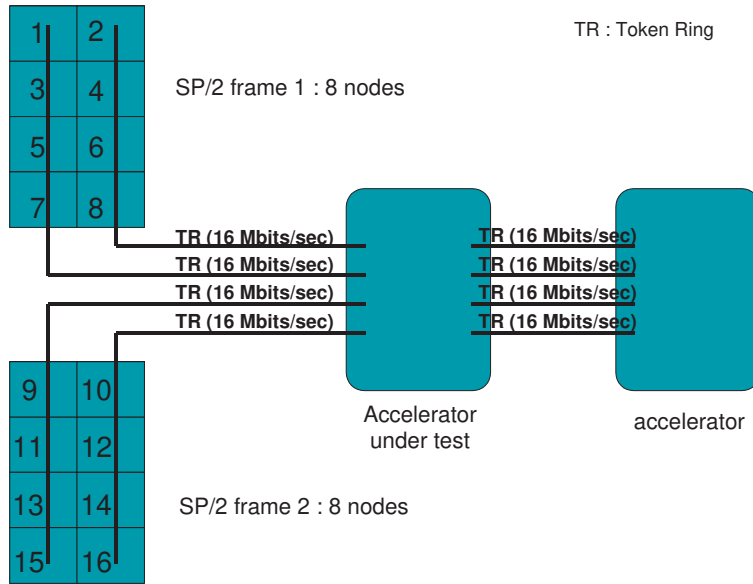 1 2
TR : Token Ring
3 4
SP/2 frame 1 : 8 nodes
5 6
7 8
TR (16 Mbits/sec) TR (16 Mbits/sec)
TR (16 Mbits/sec) TR (16 Mbits/sec)
TR (16 Mbits/sec) TR (16 Mbits/sec)
TR (16 Mbits/sec) TR (16 Mbits/sec)
9 10
Accelerator
under test
accelerator
11 12
13 14
SP/2 frame 2 : 8 nodes
15 16